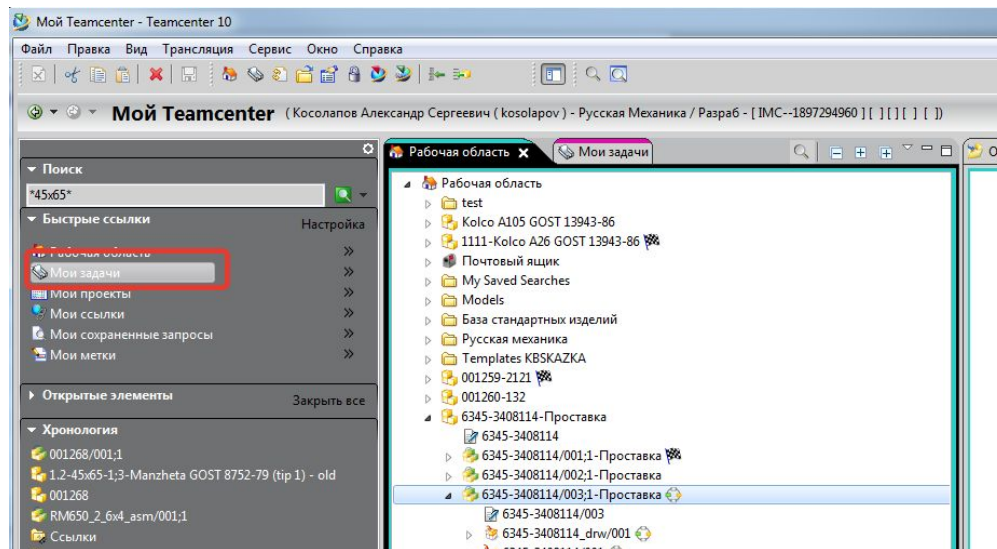 Мой Teamcenter - Teamcenter 10
Файл Правка Вид Трансляция Сервис Окно Справка
Мой Teamcenter ( Косолапов Александр Сергеевич ( kosolapov ) - Русская Механика / Разраб - [ IMC--1897294960 ] [ ] [ ] [ ] [ ])
Поиск
*45x65*
Быстрые ссылки
Настройка
Рабочая область
Мои задачи
Мои проекты
Мои ссылки
Мои сохраненные запросы
Мои метки
Открытые элементы
Закрыть все
Хронология
001268/001;1
1.2-45x65-1;3-Manzheta GOST 8752-79 (tip 1) - old
001268
RM650_2_6x4_asm/001;1
Ссылки
Рабочая область Мои задачи
Рабочая область
test
Kolco A105 GOST 13943-86
1111-Kolco A26 GOST 13943-86
Почтовый ящик
My Saved Searches
Models
База стандартных изделий
Русская механика
Templates KBSKAZKA
001259-2121
001260-132
6345-3408114-Проставка
6345-3408114
6345-3408114/001;1-Проставка
6345-3408114/002;1-Проставка
6345-3408114/003;1-Проставка
6345-3408114/003
6345-3408114_drw/001